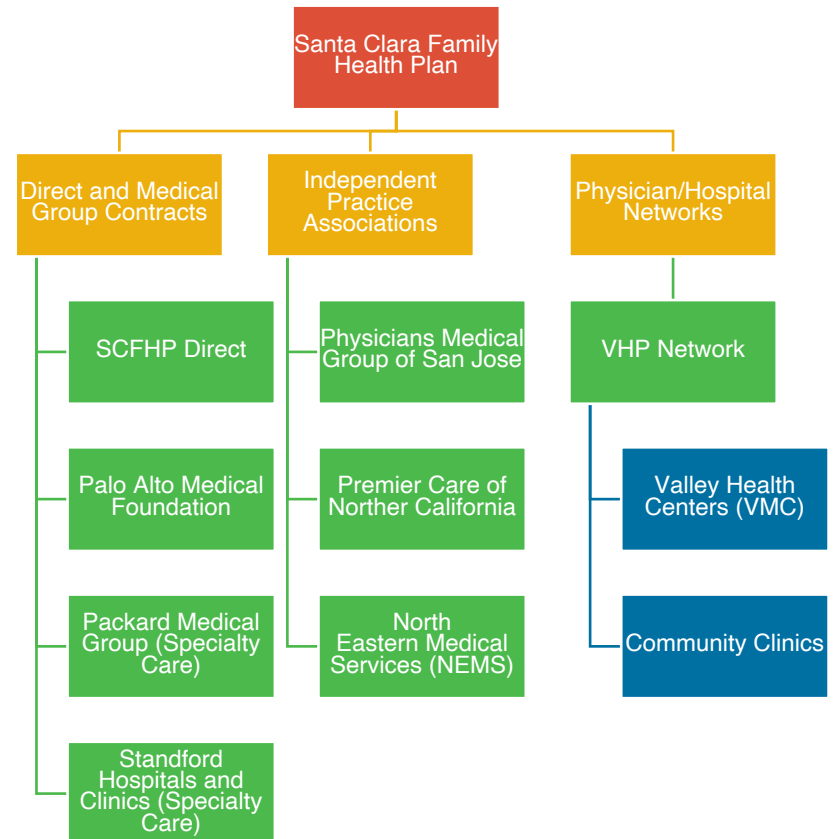 Santa Clara Family
Health Plan
Direct and Medical
Group Contracts
Independent
Practice
Associations
Physician/Hospital
Networks
SCFHP Direct
Physicians Medical
Group of San Jose
VHP Network
Palo Alto Medical
Foundation
Premier Care of
Norther California
Valley Health
Centers (VMC)
Packard Medical
Group (Specialty
Care)
North
Eastern Medical
Services (NEMS)
Community Clinics
Standford
Hospitals and
Clinics (Specialty
Care)